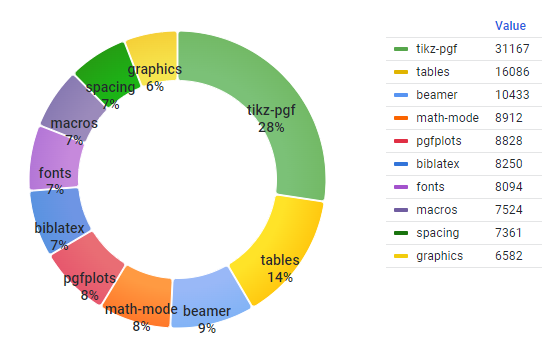 graphics
6%
spacing
7%
macros
7%
fonts
7%
biblatex
7%
pgfplots
8%
math-mode
8%
beamer
9%
tables
14%
tikz-pgf
28%
Value
tikz-pgf 31167
tables 16086
beamer 10433
math-mode 8912
pgfplots 8828
biblatex 8250
fonts 8094
macros 7524
spacing 7361
graphics 6582